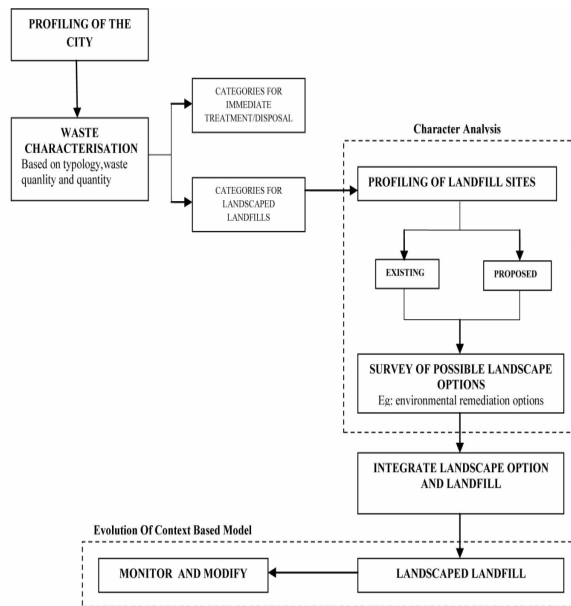 PROFILING OF THE
CITY
WASTE
CHARACTERISATION
Based on typology,waste
quanlity and quantity
CATEGORIES FOR
IMMEDIATE
TREATMENT/DISPOSAL
CATEGORIES FOR
LANDSCAPED
LANDFILLS
Character Analysis
PROFILING OF LANDFILL SITES
EXISTING
PROPOSED
SURVEY OF POSSIBLE LANDSCAPE
OPTIONS
Eg: environmental remediation options
INTEGRATE LANDSCAPE OPTION
AND LANDFILL
Evolution Of Context Based Model
MONITOR AND MODIFY
LANDSCAPED LANDFILL